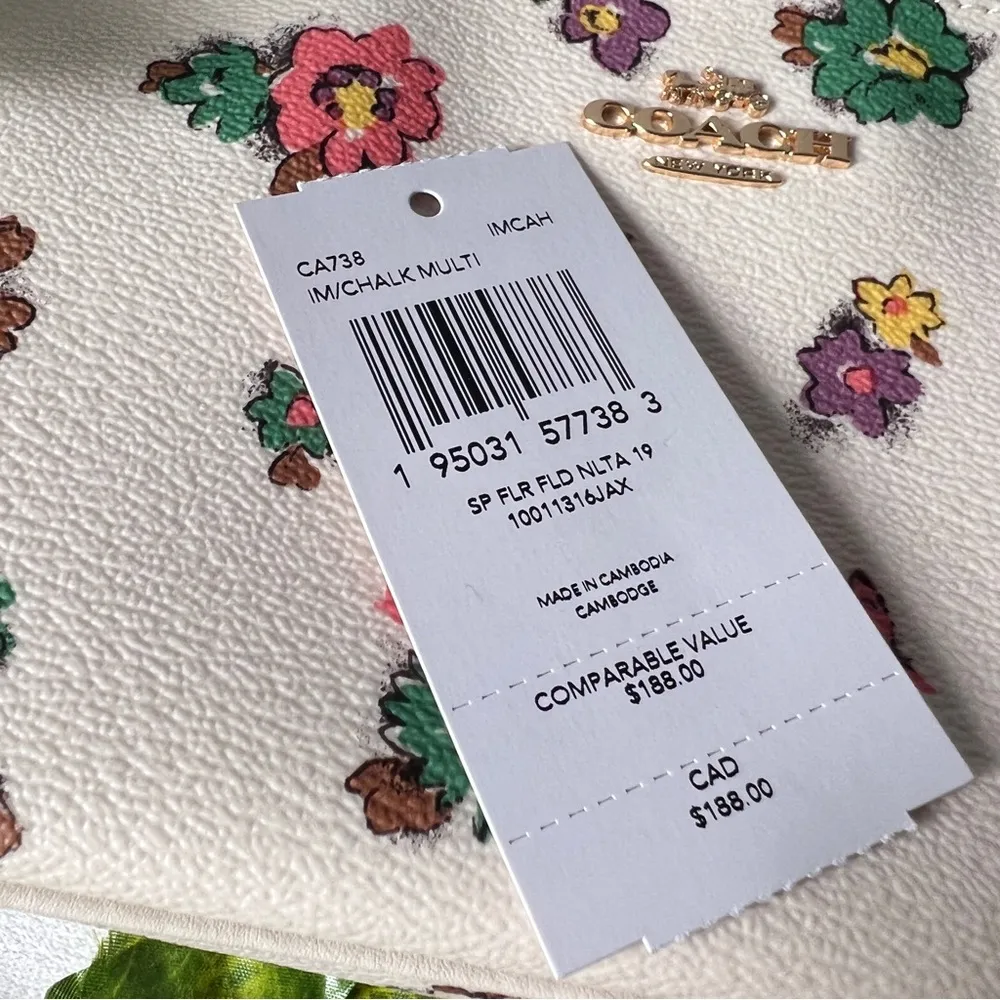 COACH
NEW YORK
IMCAH
CA738
IM/CHALK MULTI
1 95031 57738 3
SP FLR FLD NLTA 19
10011316JAX
MADE IN CAMBODIA
CAMBODGE
COMPARABLE VALUE
$188.00
CAD
$188.00